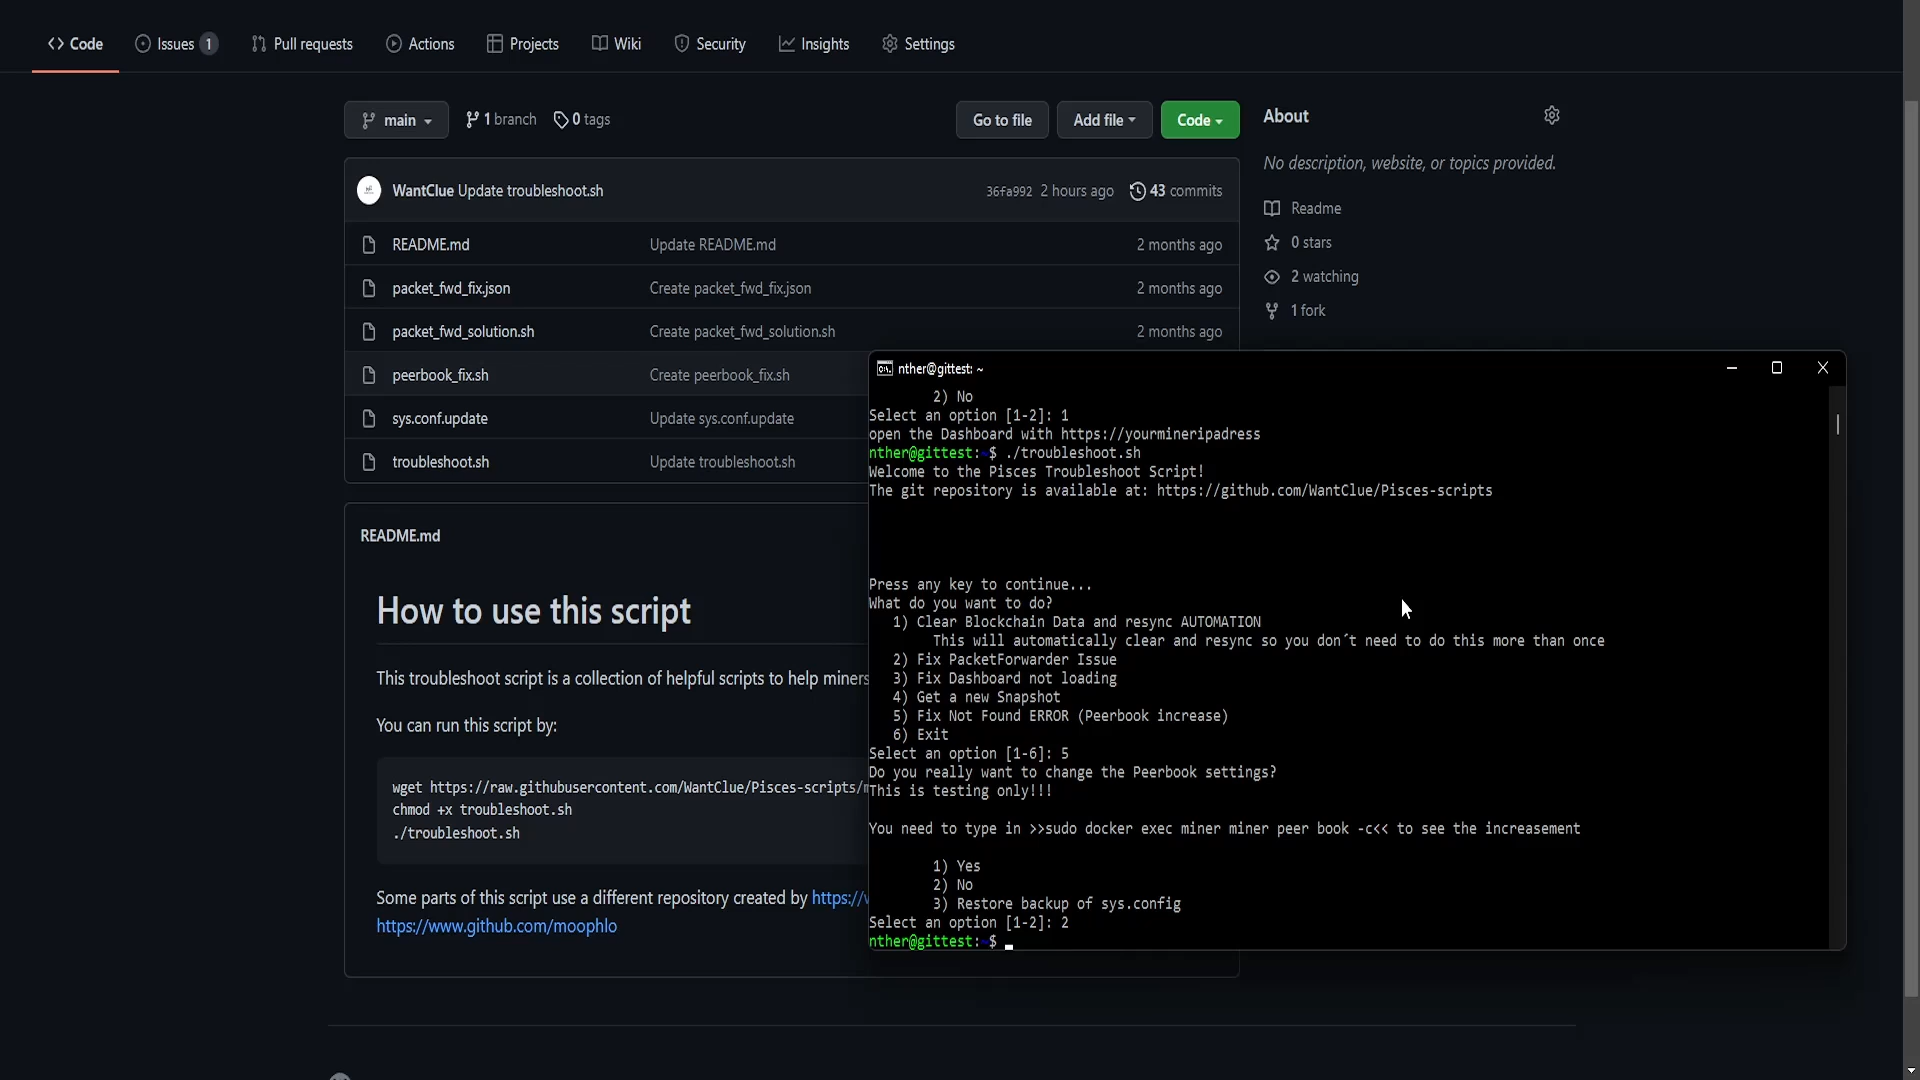 Code
Issues 1
Pull requests
Actions
Projects
Wiki
Security
Insights
Settings
main
1 branch
0 tags
Go to file
Add file
Code
About
No description, website, or topics provided.
Readme
0 stars
2 watching
1 fork
WantClue Update troubleshoot.sh 36fa992 2 hours ago 43 commits
README.md Update README.md 2 months ago
packet_fwd_fix.json Create packet_fwd_fix.json 2 months ago
packet_fwd_solution.sh Create packet_fwd_solution.sh 2 months ago
peerbook_fix.sh Create peerbook_fix.sh
sys.conf.update Update sys.conf.update
troubleshoot.sh Update troubleshoot.sh
README.md
How to use this script
This troubleshoot script is a collection of helpful scripts to help miners
You can run this script by:
wget https://raw.githubusercontent.com/WantClue/Pisces-scripts/
chmod +x troubleshoot.sh
./troubleshoot.sh
Some parts of this script use a different repository created by https://
https://www.github.com/moophlo
nther@gittest: ~
2) No
Select an option [1-2]: 1
open the Dashboard with https://yourmineripadress
nther@gittest:~$ ./troubleshoot.sh
Welcome to the Pisces Troubleshoot Script!
The git repository is available at: https://github.com/WantClue/Pisces-scripts
Press any key to continue...
What do you want to do?
1) Clear Blockchain Data and resync AUTOMATION
This will automatically clear and resync so you don´t need to do this more than once
2) Fix PacketForwarder Issue
3) Fix Dashboard not loading
4) Get a new Snapshot
5) Fix Not Found ERROR (Peerbook increase)
6) Exit
Select an option [1-6]: 5
Do you really want to change the Peerbook settings?
This is testing only!!!
You need to type in >>sudo docker exec miner miner peer book -c<< to see the increasement
1) Yes
2) No
3) Restore backup of sys.config
Select an option [1-2]: 2
nther@gittest:~$